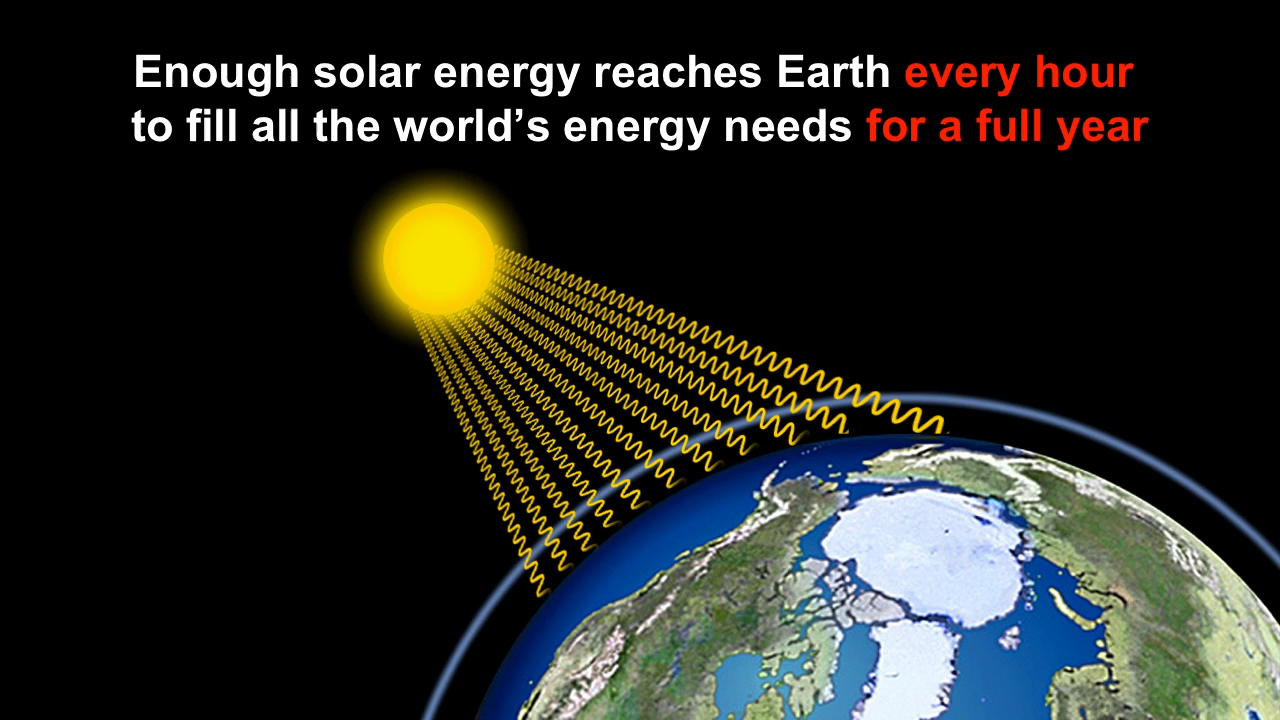 Enough solar energy reaches Earth every hour
to fill all the world’s energy needs for a full year